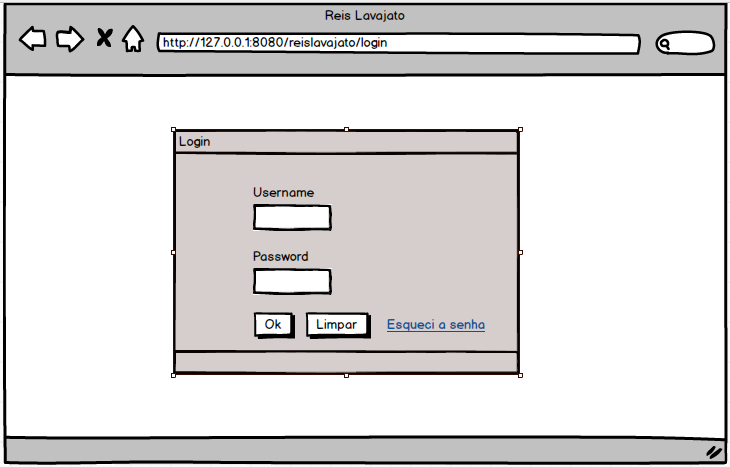 Reis Lavajato
http://127.0.0.1:8080/reislavajato/login
Login
Username
Password
Ok Limpar Esqueci a senha